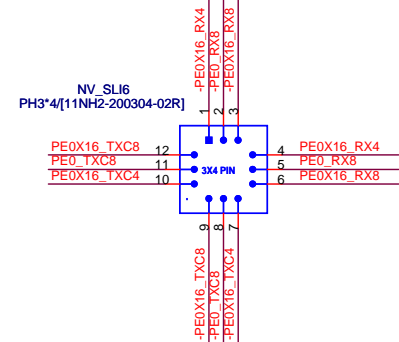 -PE0X16_RX4
-PE0_RX8
-PE0X16_RX8
NV_SLI6
PH3*4/[11NH2-200304-02R]
1
2
3
PE0X16_TXC8 12
PE0_TXC8 11
PE0X16_TXC4 10
3X4 PIN
4 PE0X16_RX4
5 PE0_RX8
6 PE0X16_RX8
9
8
7
-PE0X16_TXC8
-PE0_TXC8
-PE0X16_TXC4